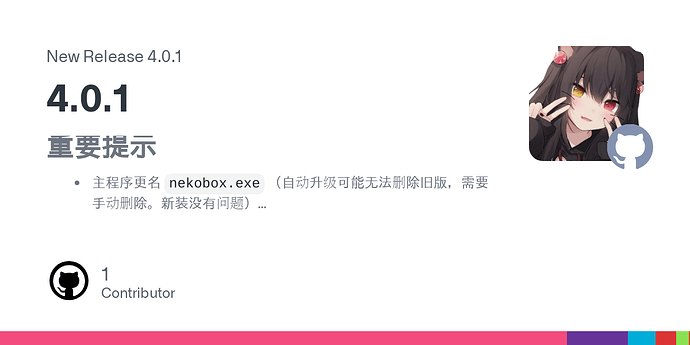 New Release 4.0.1
4.0.1
重要提示
主程序更名 nekobox.exe （自动升级可能无法删除旧版，需要
手动删除。新装没有问题）...
1
Contributor